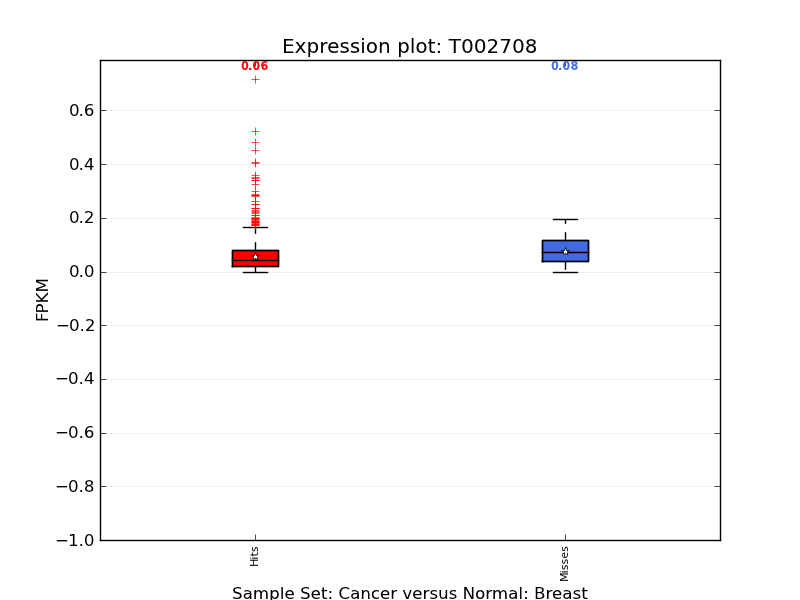 Expression plot: T002708
0.06
0.08
0.6
0.4
0.2
0.0
−0.2
−0.4
−0.6
−0.8
−1.0
FPKM
Hits
Misses
Sample Set: Cancer versus Normal: Breast